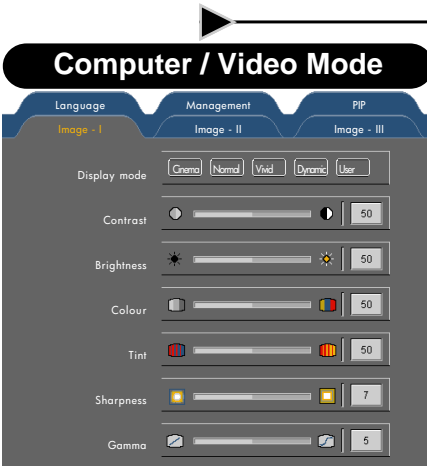 Computer / Video Mode
Language Management PIP
Image - I Image - II Image - III
Display mode Cinema Normal Vivid Dynamic User
Contrast 50
Brightness 50
Colour 50
Tint 50
Sharpness 7
Gamma 5